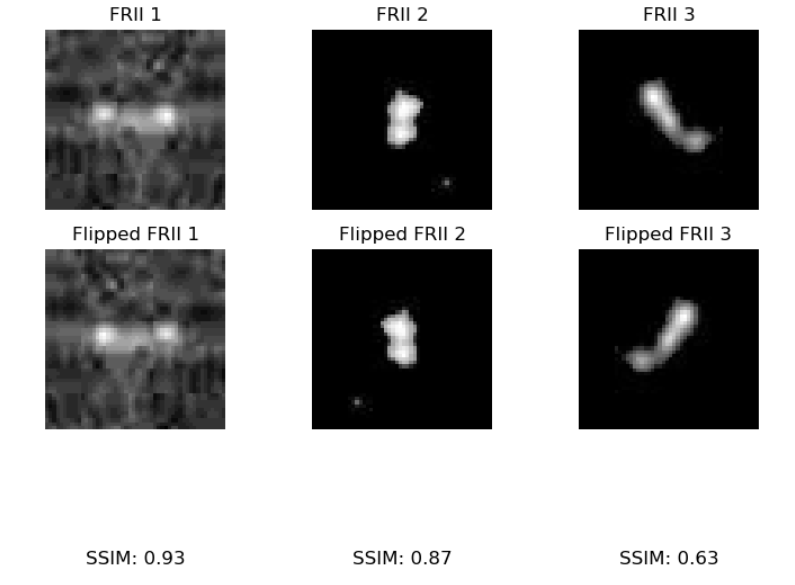 FRII 1
FRII 2
FRII 3
Flipped FRII 1
Flipped FRII 2
Flipped FRII 3
SSIM: 0.93
SSIM: 0.87
SSIM: 0.63